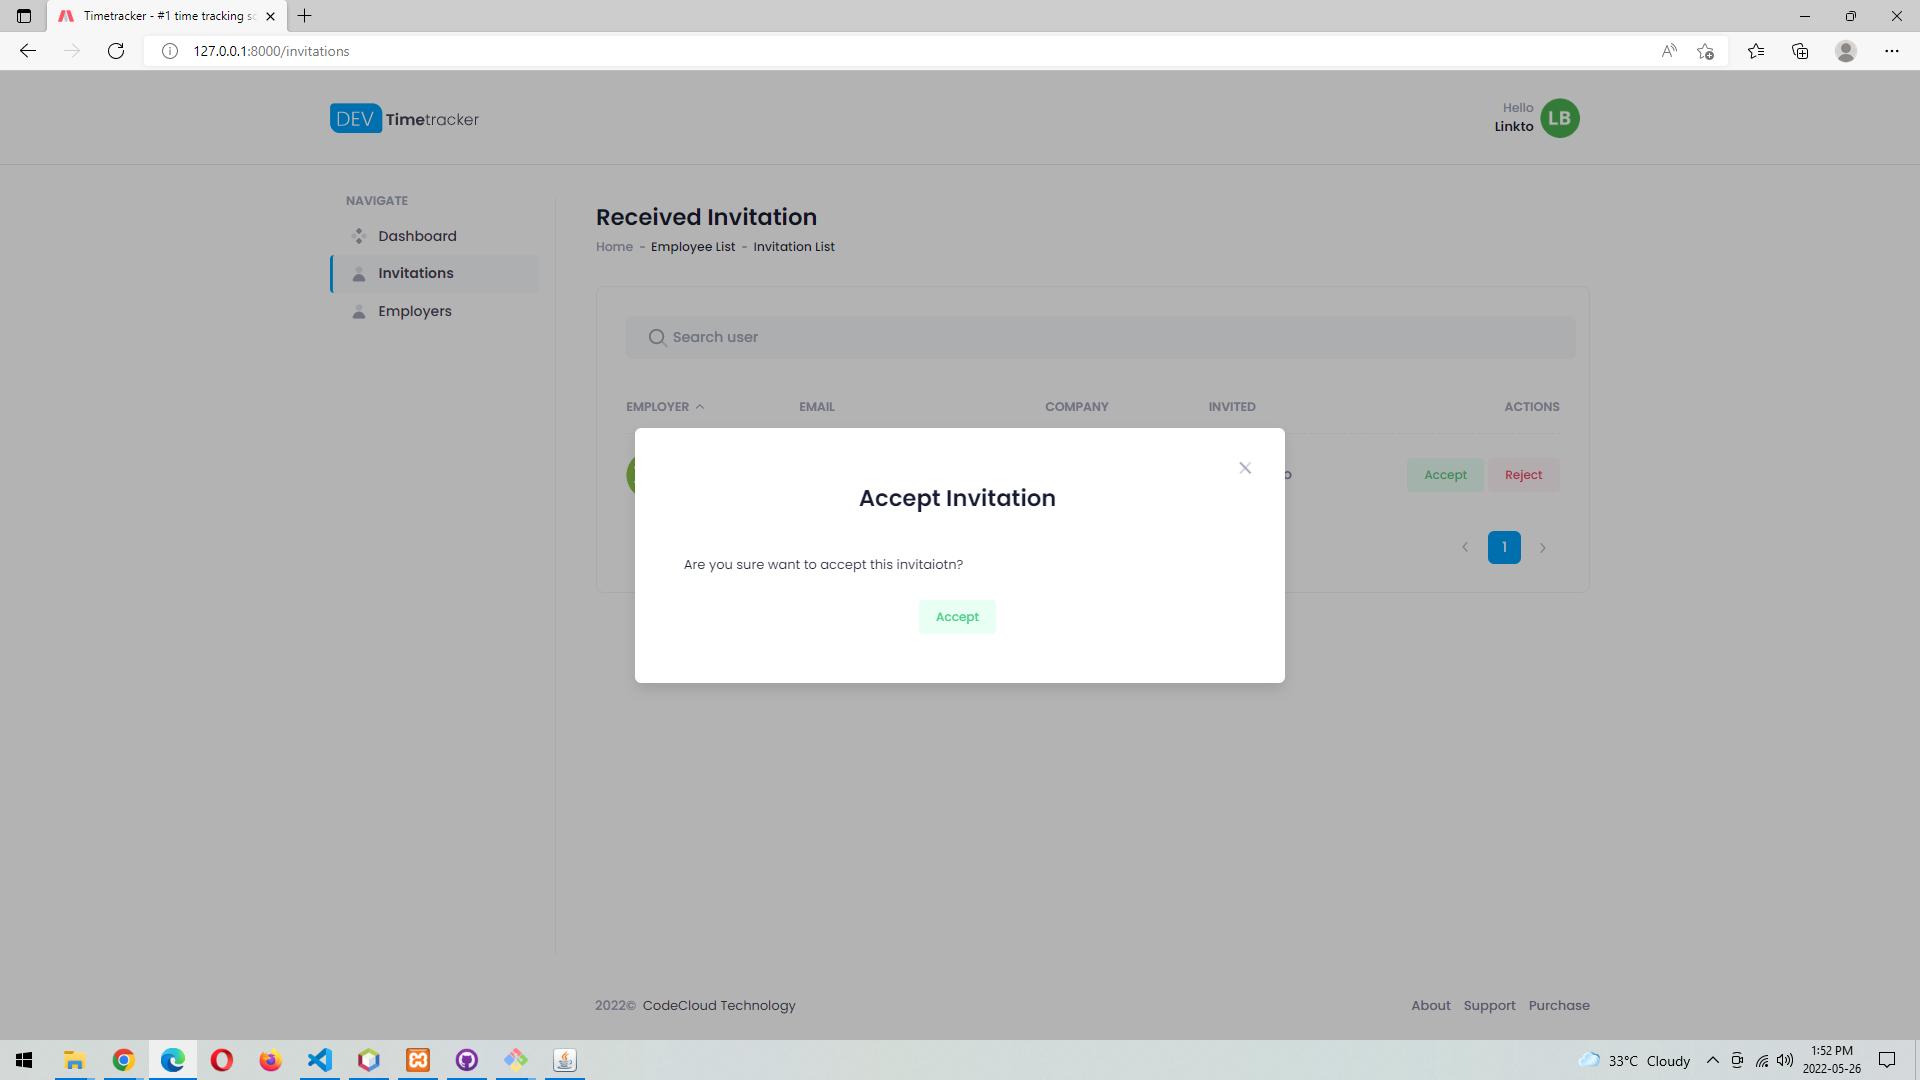 Timetracker - #1 time tracking so
127.0.0.1:8000/invitations
DEV Timetracker
Hello
Linkto
LB
NAVIGATE
Dashboard
Invitations
Employers
Received Invitation
Home - Employee List - Invitation List
Search user
EMPLOYER EMAIL COMPANY INVITED ACTIONS
Accept Reject
1
Accept Invitation
Are you sure want to accept this invitaiotn?
Accept
2022© CodeCloud Technology
About Support Purchase
33°C Cloudy
1:52 PM
2022-05-26